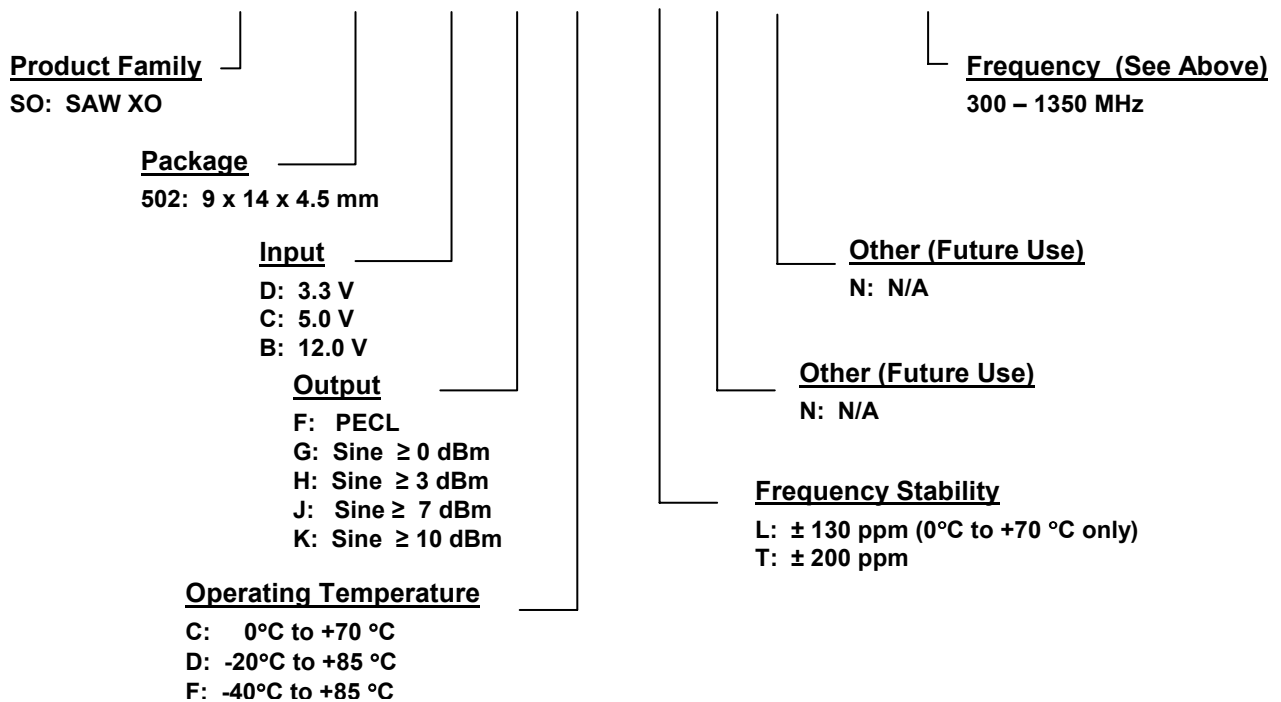 Product Family
SO: SAW XO
Frequency (See Above)
300 – 1350 MHz
Package
502: 9 x 14 x 4.5 mm
Input
D: 3.3 V
C: 5.0 V
B: 12.0 V
Other (Future Use)
N: N/A
Output
F: PECL
G: Sine ≥ 0 dBm
H: Sine ≥ 3 dBm
J: Sine ≥ 7 dBm
K: Sine ≥ 10 dBm
Other (Future Use)
N: N/A
Frequency Stability
L: ± 130 ppm (0°C to +70 °C only)
T: ± 200 ppm
Operating Temperature
C: 0°C to +70 °C
D: -20°C to +85 °C
F: -40°C to +85 °C